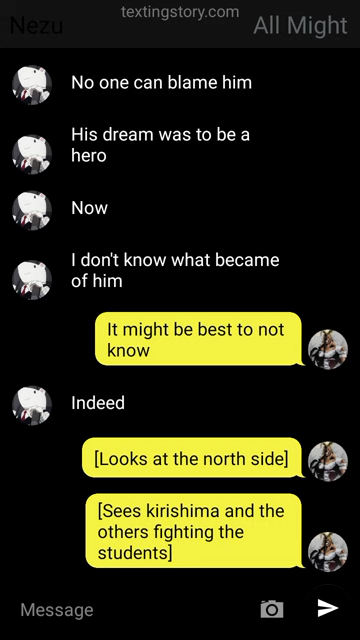 textingstory.com
Nezu
All Might
No one can blame him
His dream was to be a
hero
Now
I don't know what became
of him
It might be best to not
know
Indeed
[Looks at the north side]
[Sees kirishima and the
others fighting the
students]
Message